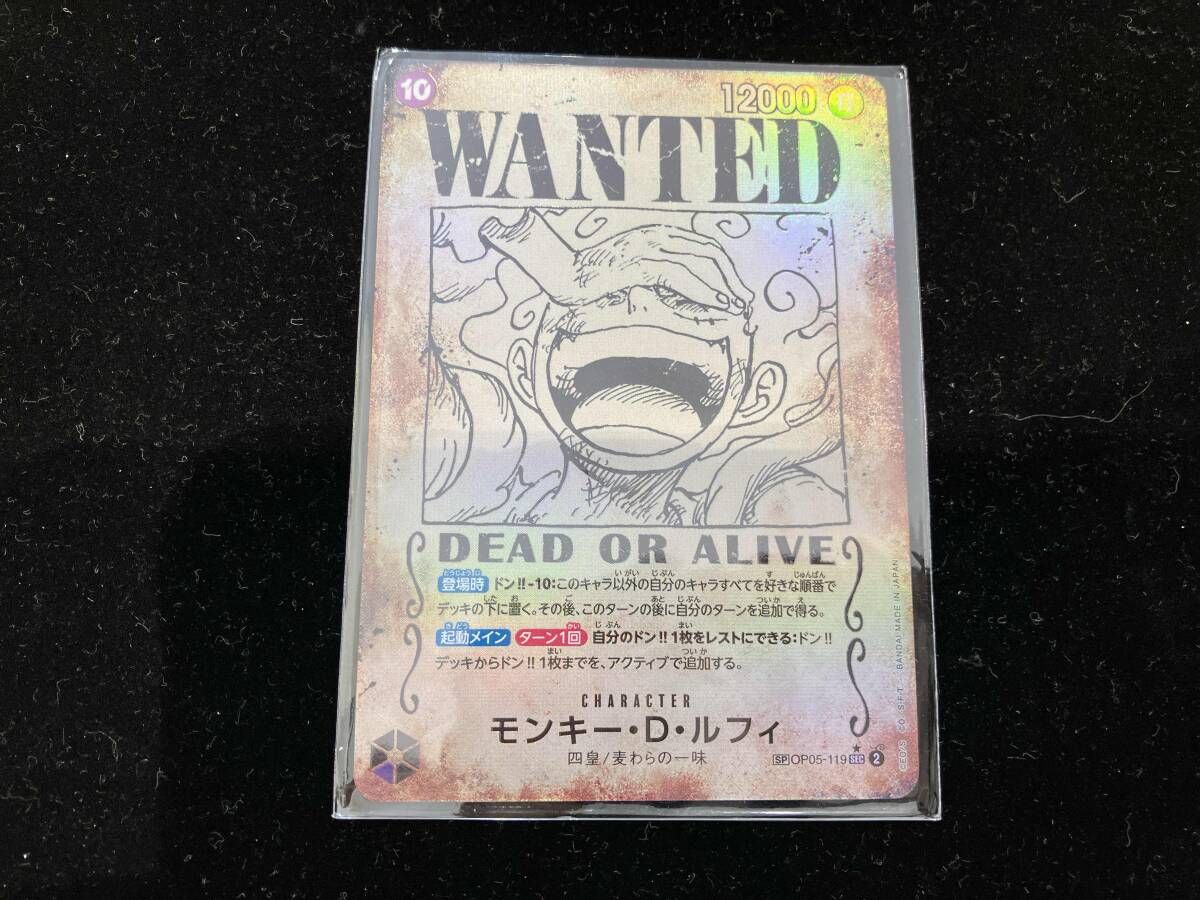 10
12000
WANTED
DEAD OR ALIVE
登場時 ドン!!-10:このキャラ以外の自分のキャラすべてを好きな順番で
デッキの下に置く。その後、このターンの後に自分のターンを追加で得る。
起動メイン ターン1回 自分のドン!!1枚をレストにできる:ドン!!
デッキからドン!!1枚までを、アクティブで追加する。
CHARACTER
モンキー・D・ルフィ
四皇/麦わらの一味
SP OP05-119 SEC ★ 2
BANDAI MADE IN JAPAN